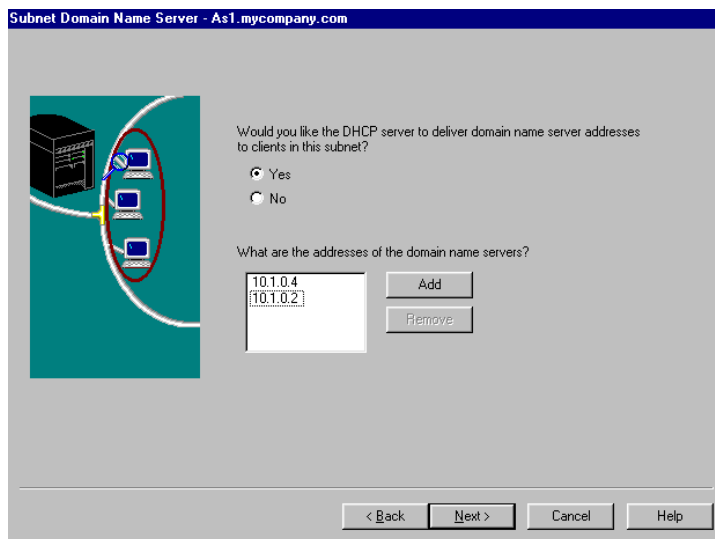 Subnet Domain Name Server - As1.mycompany.com
Would you like the DHCP server to deliver domain name server addresses
to clients in this subnet?
Yes
No
What are the addresses of the domain name servers?
10.1.0.4
10.1.0.2
Add
Remove
< Back
Next >
Cancel
Help